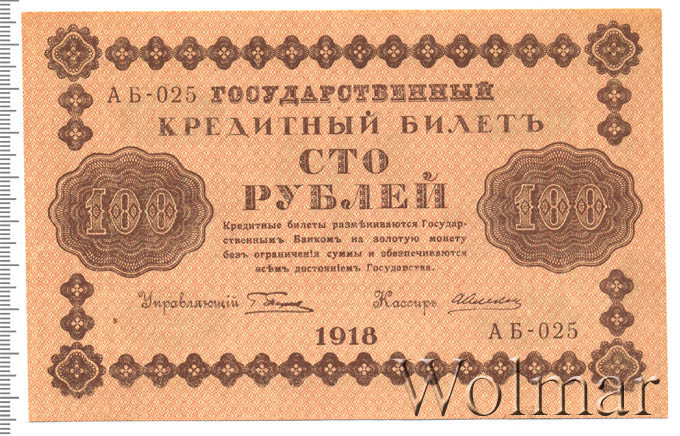 АБ-025 ГОСУДАРСТВЕННЫЙ
КРЕДИТНЫЙ БИЛЕТЪ
СТО
РУБЛЕЙ
100
100
Кредитные билеты размѣниваются Государ-
ственнымъ Банкомъ на золотую монету
безъ ограниченія суммы и обезпечиваются
всѣмъ достояніемъ Государства.
Управляющій
Кассиръ
1918
АБ-025
Wolmar